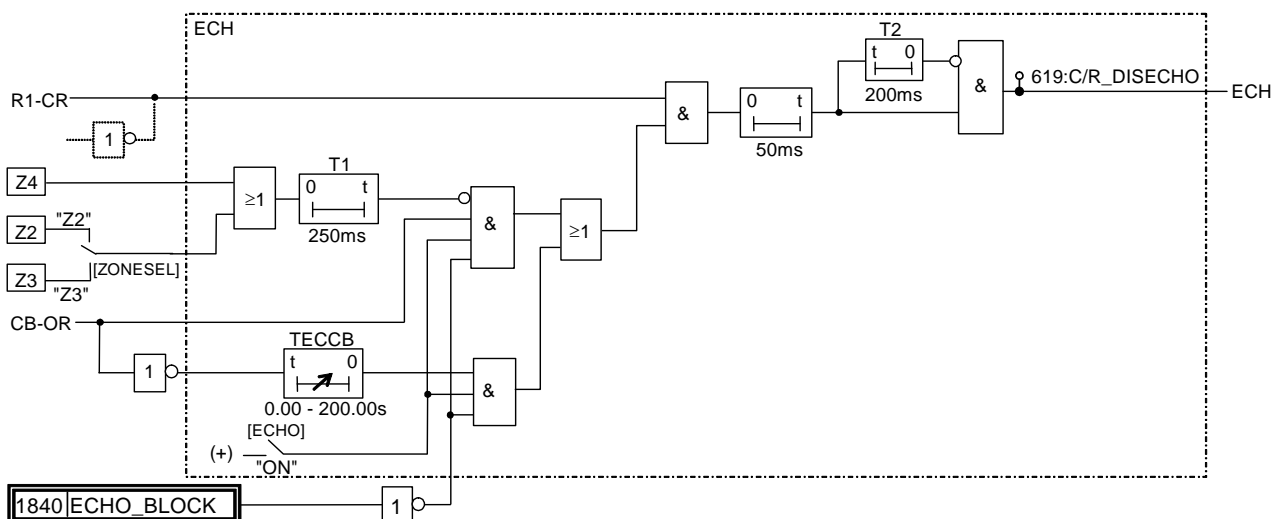 ECH
T2
t 0
200ms
&
619:C/R_DISECHO
ECH
R1-CR
&
0 t
50ms
1
T1
Z4
≥1
0 t
250ms
&
≥1
Z2
"Z2"
[ZONESEL]
Z3
"Z3"
CB-OR
TECCB
1
t 0
0.00 - 200.00s
&
[ECHO]
(+)
"ON"
1840 ECHO_BLOCK
1